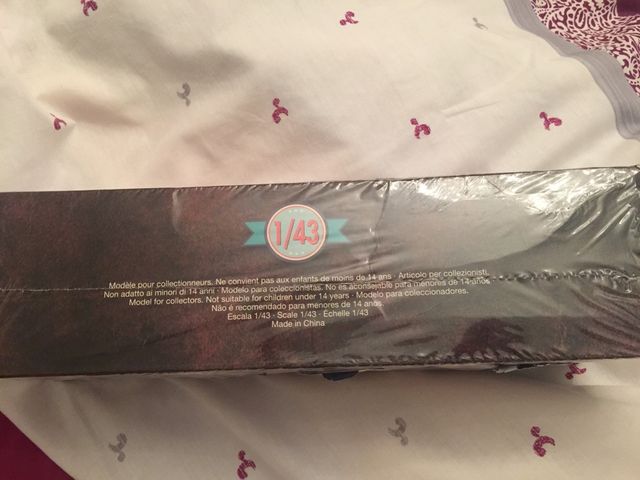 1/43
Modèle pour collectionneurs. Ne convient pas aux enfants de moins de 14 ans · Articolo per collezionisti.
Non adatto ai minori di 14 anni · Modelo para coleccionistas. No es aconsejable para menores de 14 años
Model for collectors. Not suitable for children under 14 years · Modelo para coleccionadores.
Não é recomendado para menores de 14 anos.
Escala 1/43 · Scale 1/43 · Échelle 1/43
Made in China